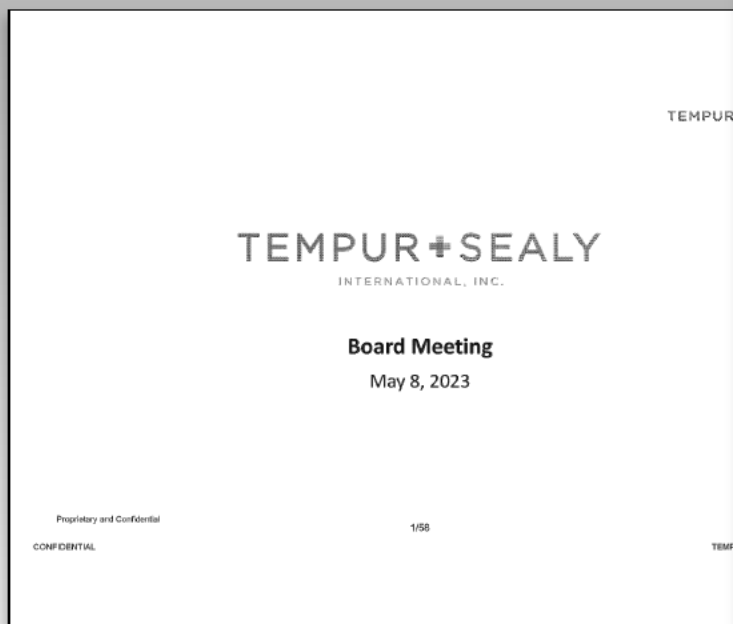 TEMPUR
TEMPUR + SEALY
INTERNATIONAL, INC.
Board Meeting
May 8, 2023
Proprietary and Confidential
1/58
CONFIDENTIAL
TEMP